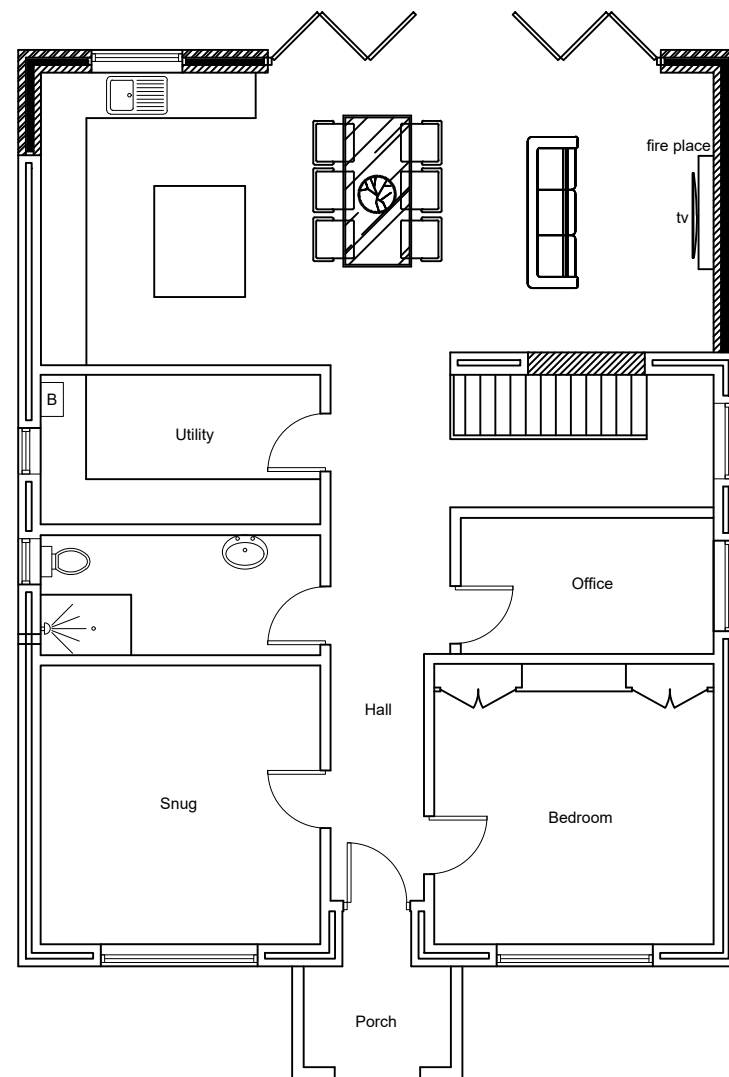 fire place
tv
B
Utility
Office
Hall
Snug
Bedroom
Porch